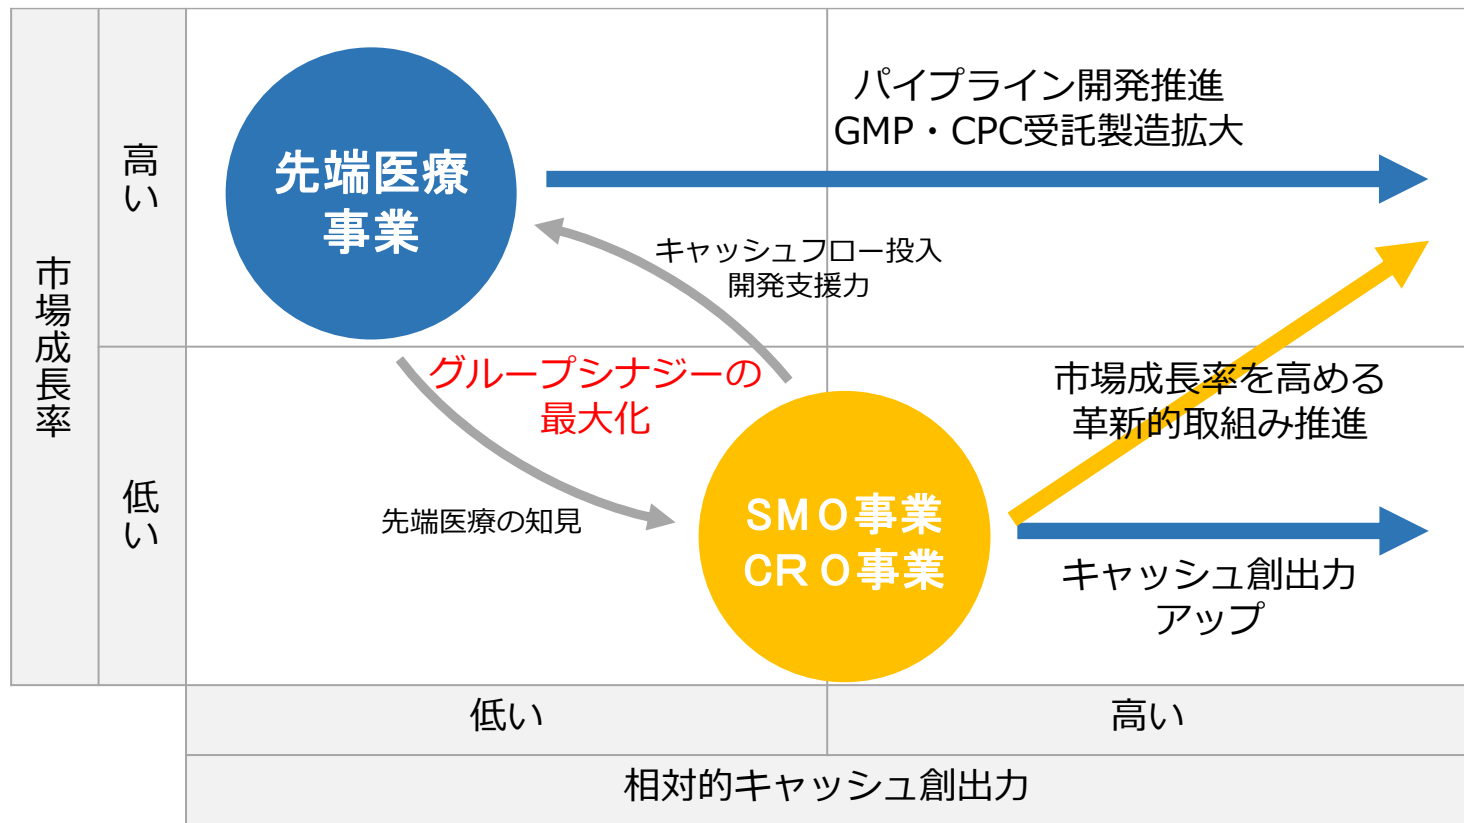 市場成長率
高い
低い
先端医療
事業
パイプライン開発推進
GMP・CPC受託製造拡大
キャッシュフロー投入
開発支援力
グループシナジーの
最大化
先端医療の知見
SMO事業
CRO事業
市場成長率を高める
革新的取組み推進
キャッシュ創出力
アップ
低い
高い
相対的キャッシュ創出力